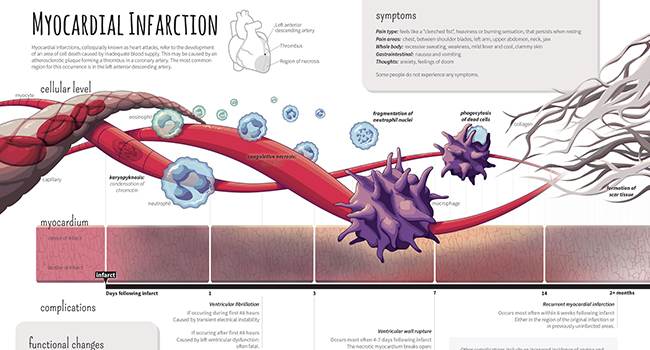 MYOCARDIAL INFARCTION
Myocardial infarctions, colloquially known as heart attacks, refer to the development
of an area of cell death caused by inadequate blood supply. This may be caused by an
atherosclerotic plaque forming a thrombus in a coronary artery. The most common
region for this occurrence is in the left anterior descending artery.
Left anterior
descending artery
Thrombus
Region of necrosis
symptoms
Pain type: feels like a "clenched fist", heaviness or burning sensation, that persists when resting
Pain areas: chest, between shoulder blades, left arm, upper abdomen, neck, jaw
Whole body: excessive sweating, weakness, mild fever and cool, clammy skin
Gastrointestinal: nausea and vomiting
Thoughts: anxiety, feelings of doom
Some people do not experience any symptoms.
cellular level
myocyte
eosinophil
fragmentation of
neutrophil nuclei
phagocytosis
of dead cells
collagen
coagulative necrosis:
capillary
karyopyknosis:
condensation of
chromatin
neutrophil
macrophage
formation of
scar tissue
myocardium
centre of infarct
border of infarct
infarct
Days following infarct
1
3
7
14
2+ months
complications
Ventricular fibrillation
If occuring during first 48 hours
Caused by transient electrical instability
If occuring after first 48 hours
Caused by left ventricular dysfunction:
often fatal.
Ventricular wall rupture
Occurs most often 4-7 days following infarct
The necrotic myocardium breaks open:
Recurrent myocardial infarction
Occurs most often within 6 weeks following infarct
Either in the region of the original infarction or
in previously uninfarcted areas.
functional changes